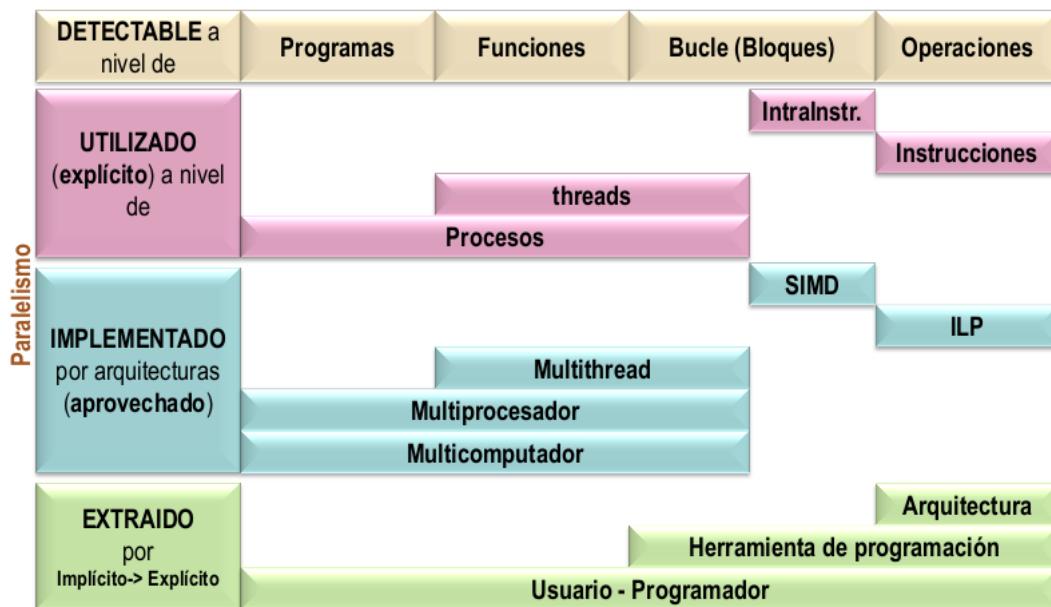 DETECTABLE a
nivel de
Programas
Funciones
Bucle (Bloques)
Operaciones
Paralelismo
UTILIZADO
(explícito) a nivel
de
IntraInstr.
Instrucciones
threads
Procesos
IMPLEMENTADO
por arquitecturas
(aprovechado)
SIMD
ILP
Multithread
Multiprocesador
Multicomputador
EXTRAIDO
por
Implícito-> Explícito
Arquitectura
Herramienta de programación
Usuario - Programador